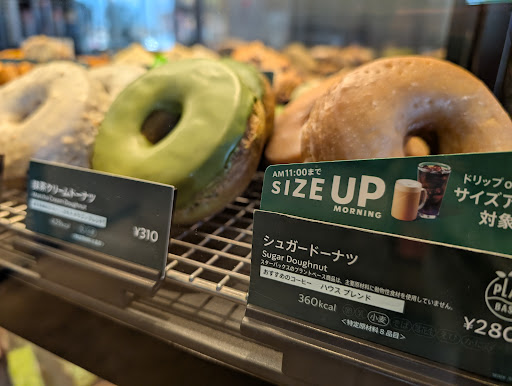 抹茶クリームドーナツ
Matcha Cream Doughnut
¥310
AM11:00まで
SIZE UP
MORNING
ドリップ o
サイズア
対象
シュガードーナツ
Sugar Doughnut
スターバックスのプラントベース商品は、主要原材料に動物性食材を使用していません。
おすすめのコーヒー ハウス ブレンド
360kcal
小麦
<特定原材料8品目>
PLA
BAS
¥280